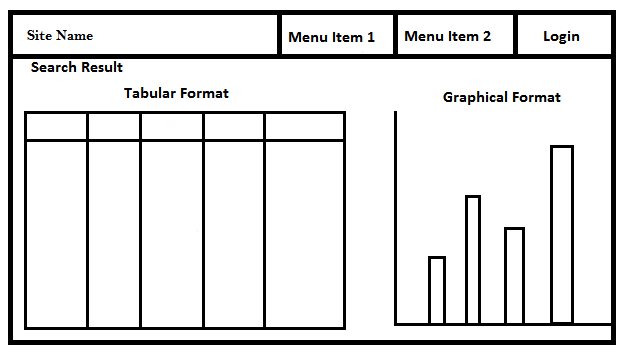 Site Name
Menu Item 1
Menu Item 2
Login
Search Result
Tabular Format
Graphical Format